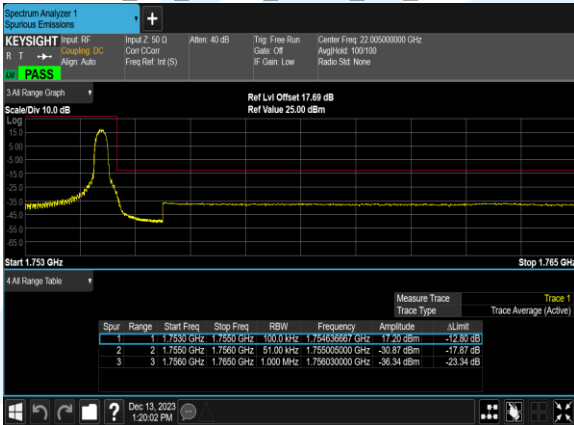 Spectrum Analyzer 1
Spurious Emissions
+
KEYSIGHT Input: RF Input Z: 50 Ω Atten: 40 dB Trig: Free Run Center Freq: 22.005000000 GHz
R T Coupling: DC Corr CCorr Gate: Off Avg|Hold: 100/100
Align: Auto Freq Ref: Int (S) IF Gain: Low Radio Std: None
PASS
3 All Range Graph
Ref Lvl Offset 17.69 dB
Scale/Div 10.0 dB Ref Value 25.00 dBm
Log
15.0
5.00
-5.00
-15.0
-25.0
-35.0
-45.0
-55.0
-65.0
Start 1.753 GHz Stop 1.765 GHz
4 All Range Table
Measure Trace Trace 1
Trace Type Trace Average (Active)
Spur Range Start Freq Stop Freq RBW Frequency Amplitude ΔLimit
1 1 1.7530 GHz 1.7550 GHz 100.0 kHz 1.754636667 GHz 17.20 dBm -12.80 dB
2 2 1.7550 GHz 1.7560 GHz 51.00 kHz 1.755005000 GHz -30.87 dBm -17.87 dB
3 3 1.7560 GHz 1.7650 GHz 1.000 MHz 1.756030000 GHz -36.34 dBm -23.34 dB
? Dec 13, 2023
1:20:02 PM